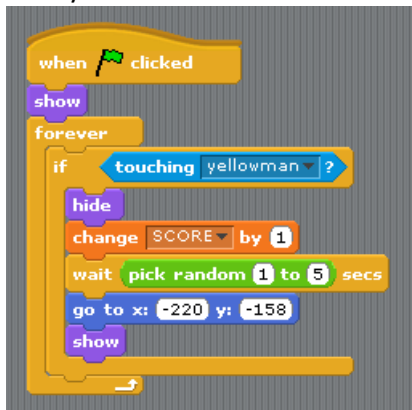 when clicked
show
forever
if touching yellowman ?
hide
change SCORE by 1
wait pick random 1 to 5 secs
go to x: -220 y: -158
show